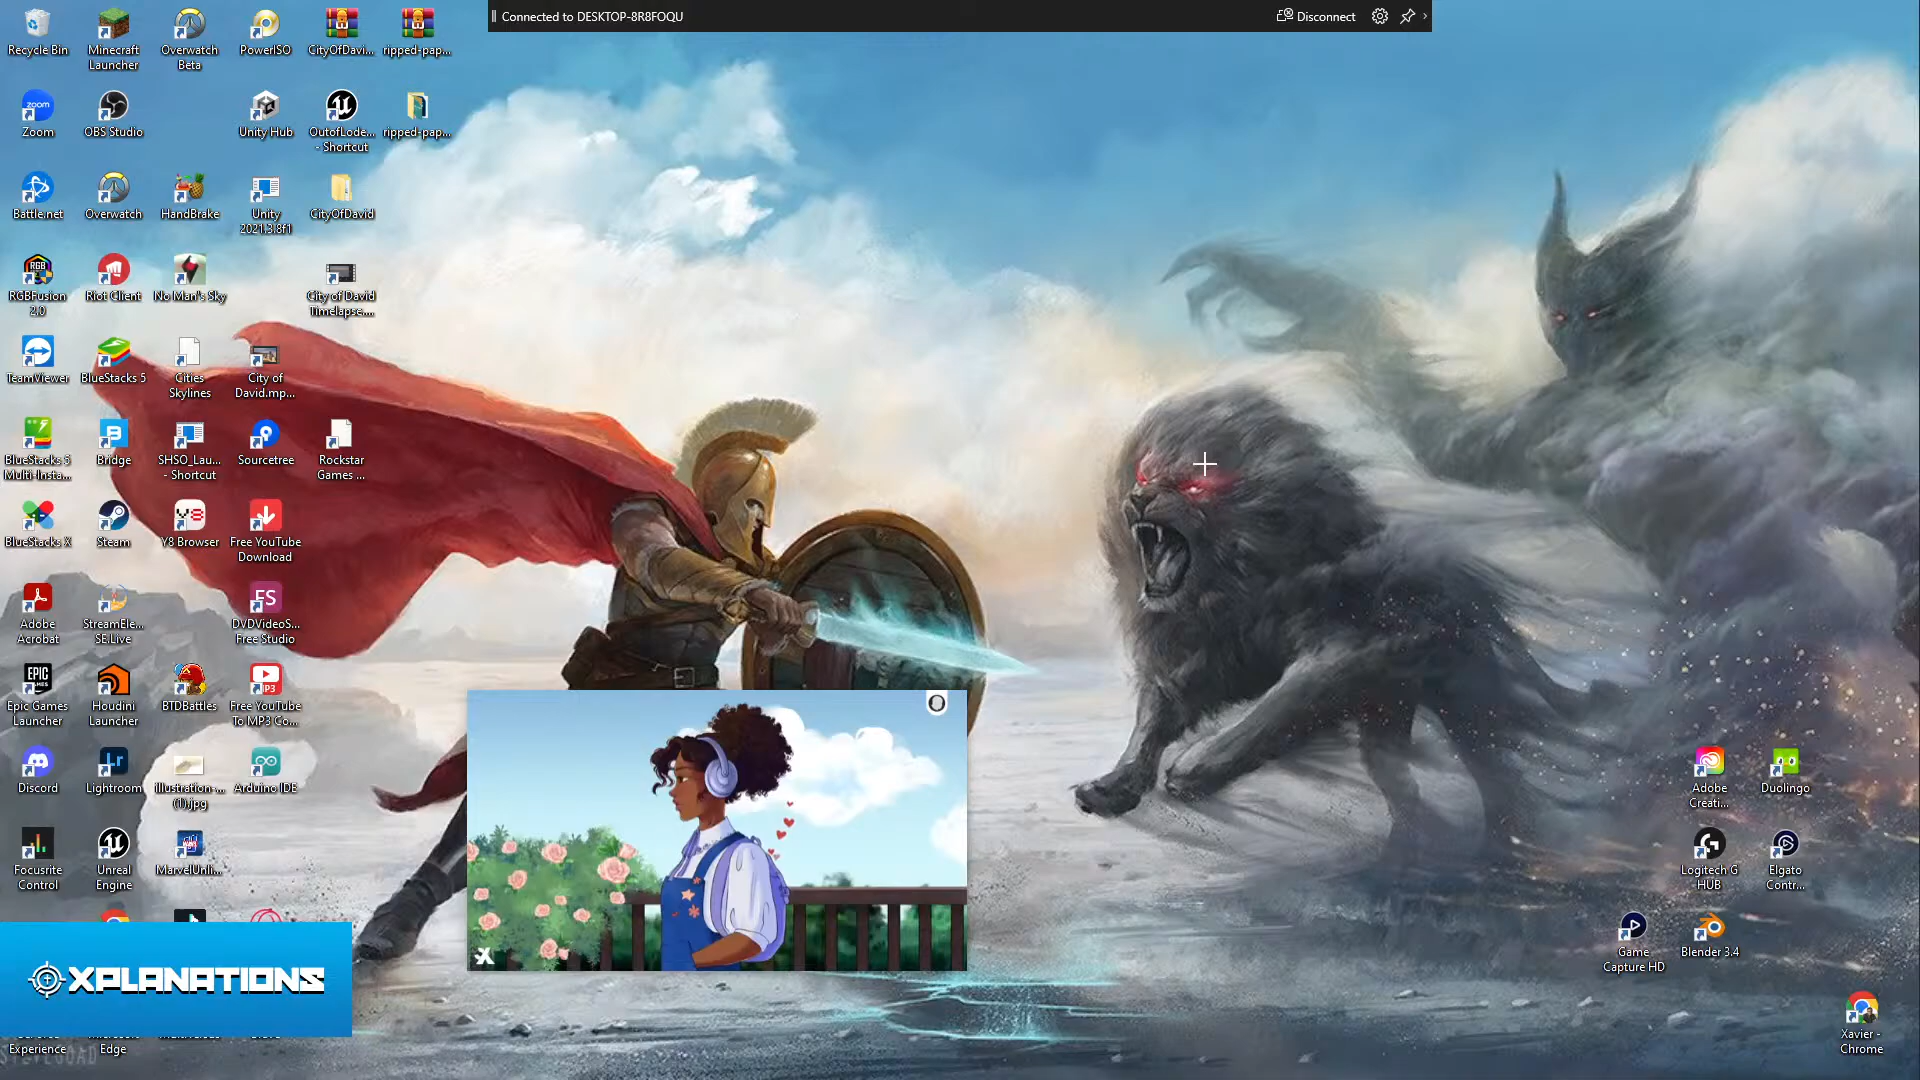 Connected to DESKTOP-8R8FOQU
Disconnect
Recycle Bin
Minecraft
Launcher
Overwatch
Beta
PowerISO
CityOfDavi...
ripped-pap...
Zoom
OBS Studio
Unity Hub
OutofLode...
- Shortcut
ripped-pap...
Battle.net
Overwatch
HandBrake
Unity
2021.3.8f1
CityOfDavid
RGBFusion
2.0
Riot Client
No Man's Sky
City of David
Timelapse....
TeamViewer
BlueStacks 5
Cities
Skylines
City of
David.mp...
BlueStacks 5
Multi-Insta...
Bridge
SHSO_Lau...
- Shortcut
Sourcetree
Rockstar
Games ...
BlueStacks X
Steam
Y8 Browser
Free YouTube
Download
Adobe
Acrobat
StreamEle...
SE.Live
DVDVideoS...
Free Studio
Epic Games
Launcher
Houdini
Launcher
BTDBattles
Free YouTube
To MP3 Co...
Discord
Lightroom
illustration-...
(1).jpg
Arduino IDE
Adobe
Creati...
Duolingo
Focusrite
Control
Unreal
Engine
MarvelUnli...
Logitech G
HUB
Elgato
Contr...
Game
Capture HD
Blender 3.4
XPLANATIONS
Experience
Edge
Xavier -
Chrome